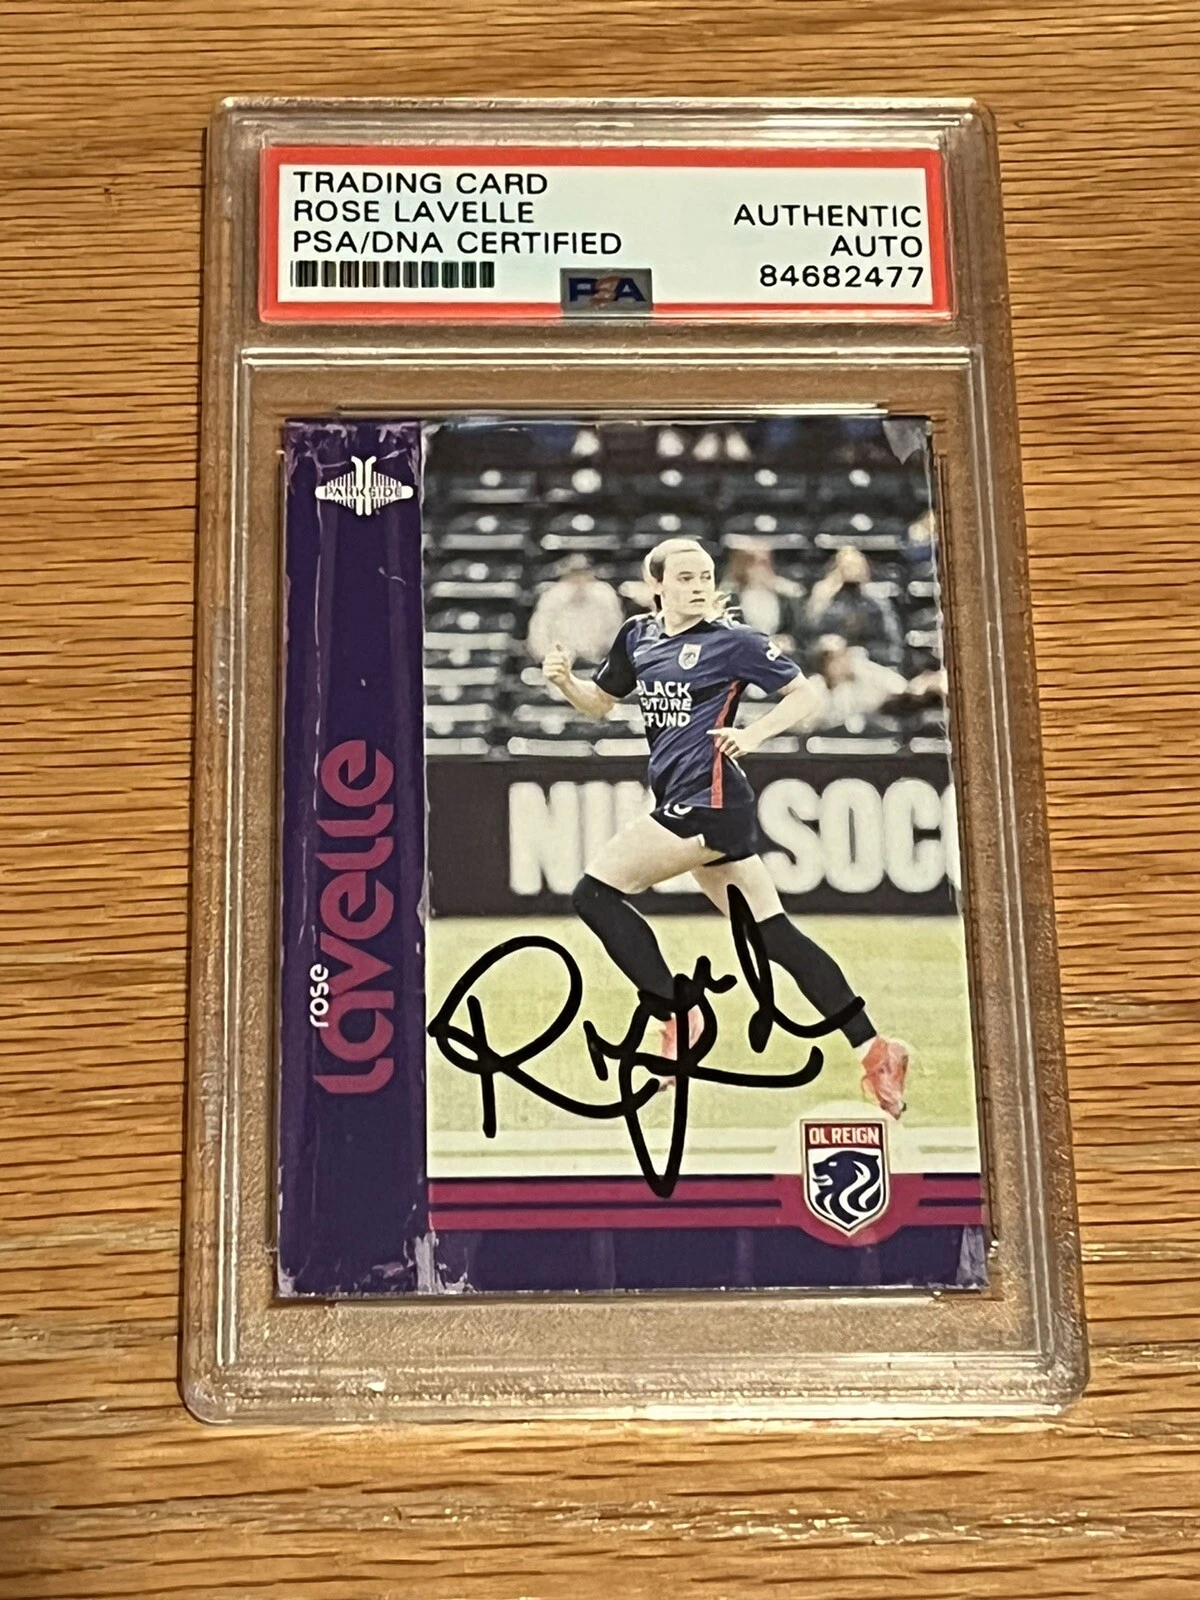 TRADING CARD
ROSE LAVELLE
PSA/DNA CERTIFIED
AUTHENTIC
AUTO
84682477
PSA
PARKSIDE
rose
Lavelle
BLACK
FUTURE
FUND
SOCC
OL REIGN